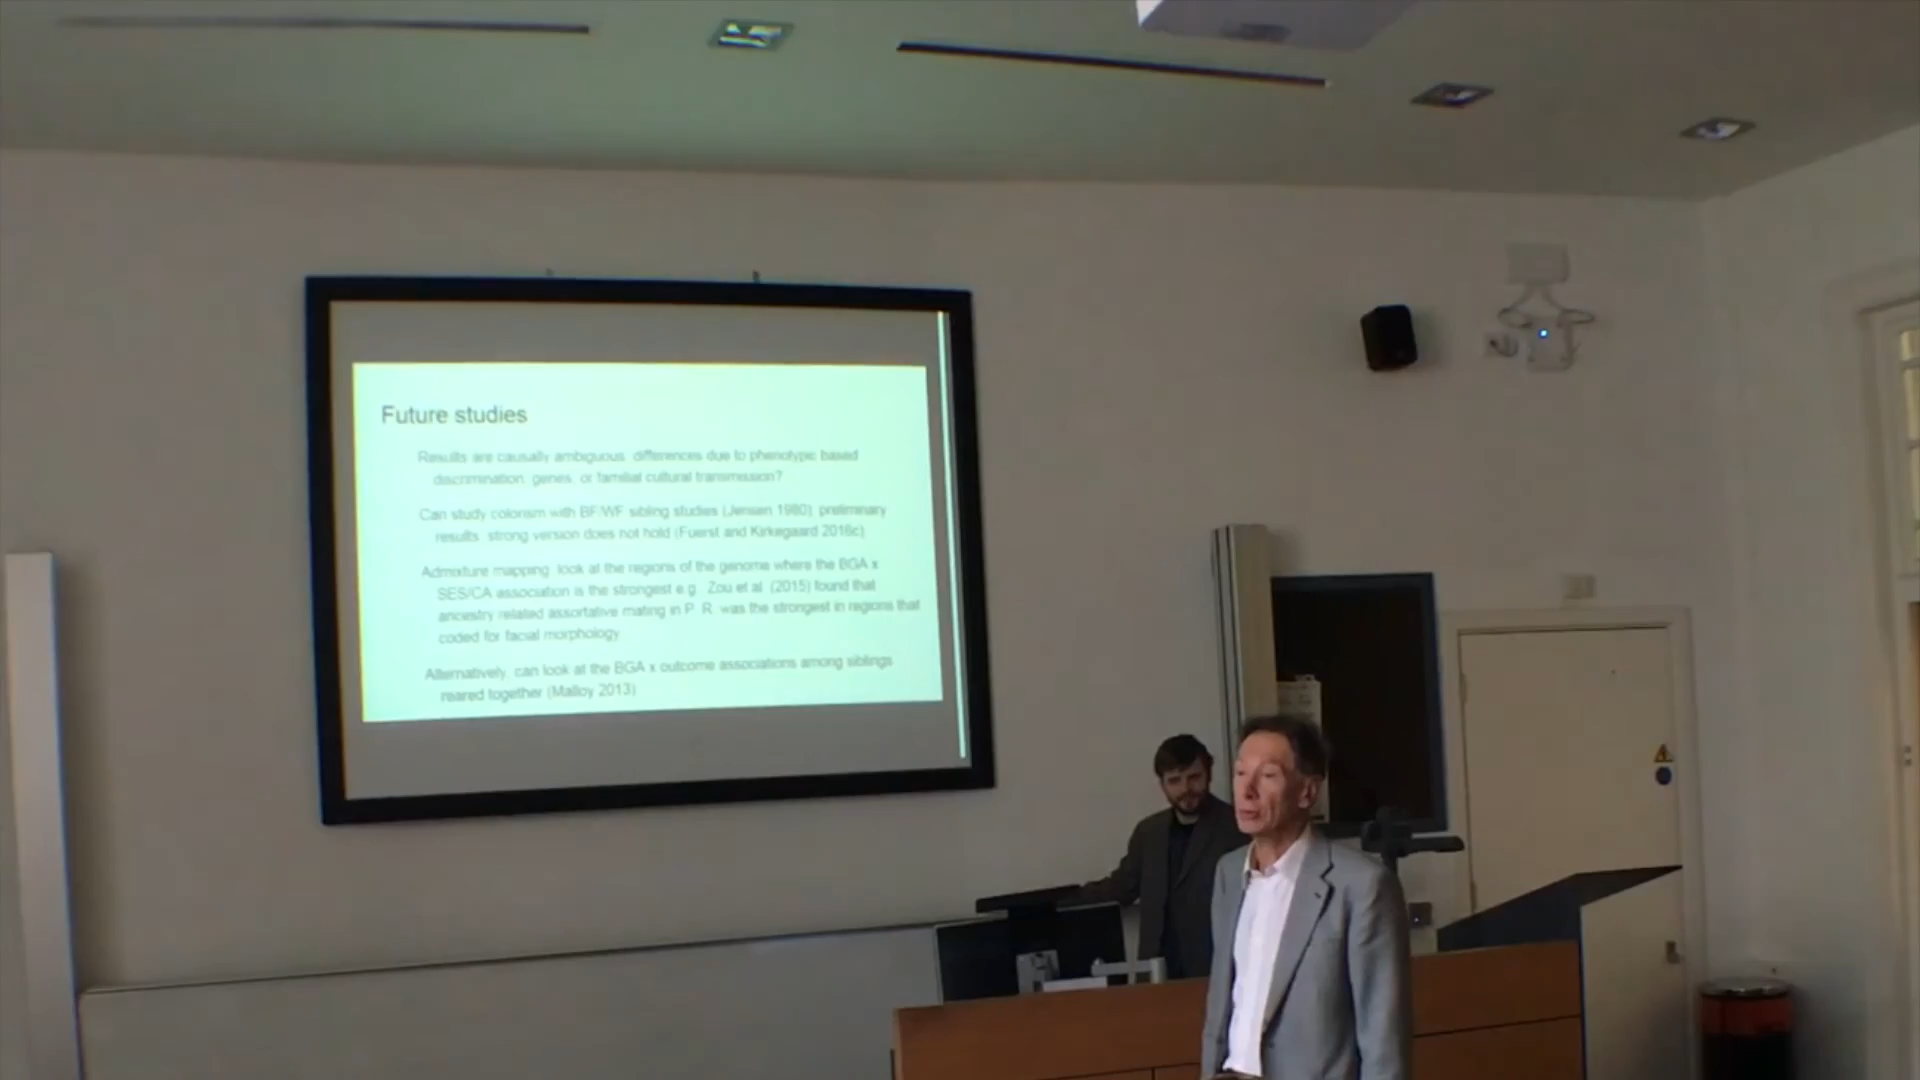 Future studies
Results are causally ambiguous: differences due to phenotypic based
discrimination, genes, or familial cultural transmission?
Can study colorism with BF/WF sibling studies (Jensen 1980); preliminary
results: strong version does not hold (Fuerst and Kirkegaard 2016c)
Admixture mapping: look at the regions of the genome where the BGA x
SES/CA association is the strongest e.g. Zou et al. (2015) found that
ancestry related assortative mating in P. R. was the strongest in regions that
coded for facial morphology
Alternatively, can look at the BGA x outcome associations among siblings
reared together (Malloy 2013)